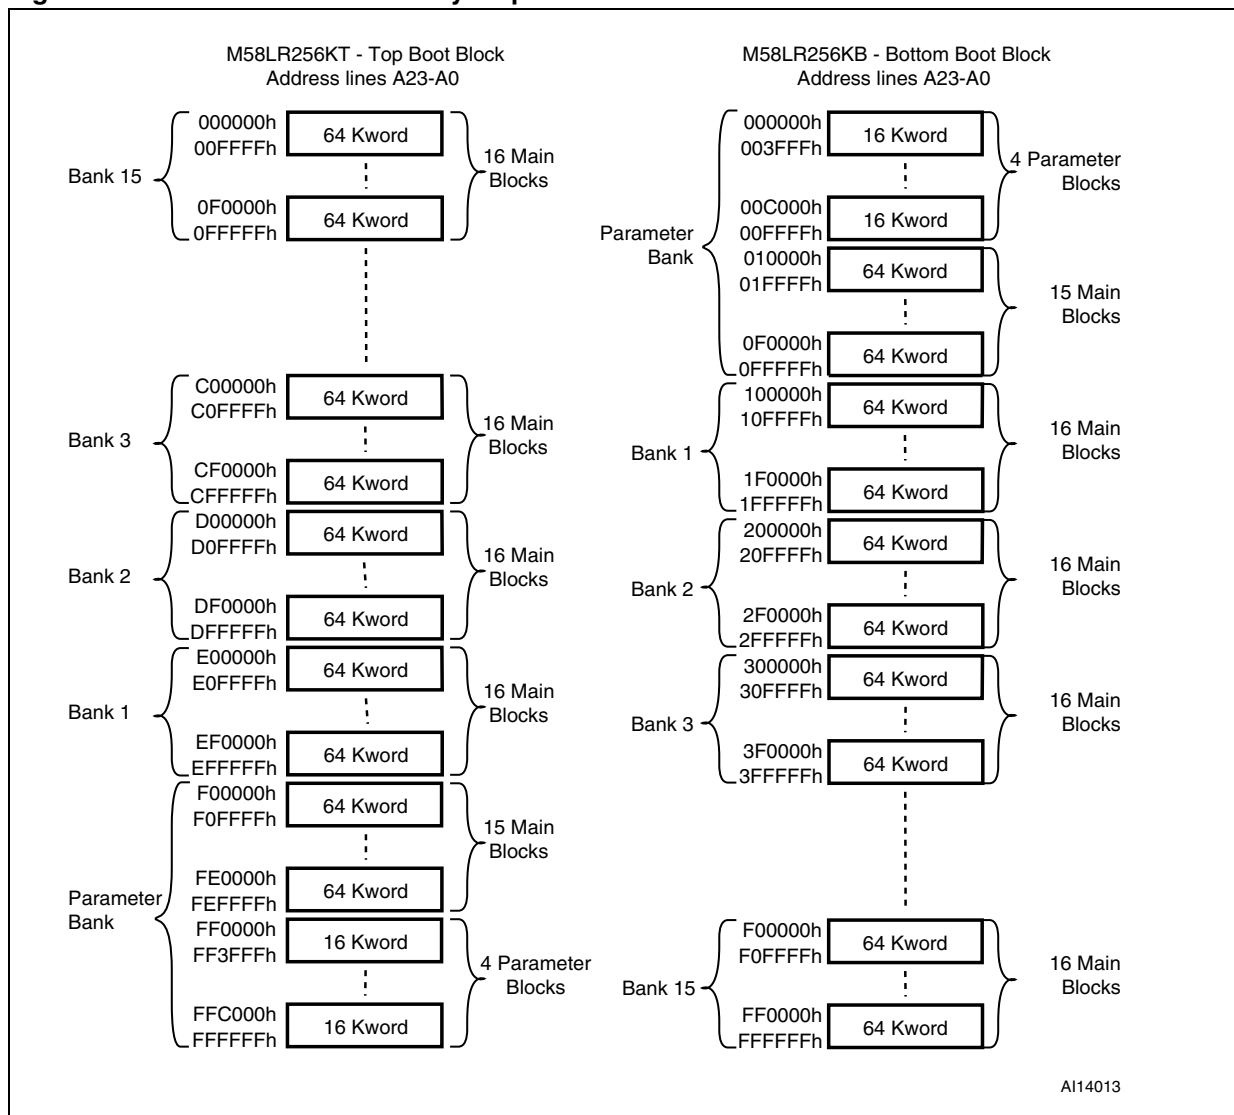 M58LR256KT - Top Boot Block
Address lines A23-A0
Bank 15
000000h
00FFFFh
64 Kword
0F0000h
0FFFFFh
64 Kword
16 Main
Blocks
Bank 3
C00000h
C0FFFFh
64 Kword
CF0000h
CFFFFFh
64 Kword
16 Main
Blocks
Bank 2
D00000h
D0FFFFh
64 Kword
DF0000h
DFFFFFh
64 Kword
16 Main
Blocks
Bank 1
E00000h
E0FFFFh
64 Kword
EF0000h
EFFFFFh
64 Kword
16 Main
Blocks
Parameter
Bank
F00000h
F0FFFFh
64 Kword
FE0000h
FEFFFFh
64 Kword
15 Main
Blocks
FF0000h
FF3FFFh
16 Kword
FFC000h
FFFFFFh
16 Kword
4 Parameter
Blocks
M58LR256KB - Bottom Boot Block
Address lines A23-A0
Parameter
Bank
000000h
003FFFh
16 Kword
00C000h
00FFFFh
16 Kword
4 Parameter
Blocks
010000h
01FFFFh
64 Kword
0F0000h
0FFFFFh
64 Kword
15 Main
Blocks
Bank 1
100000h
10FFFFh
64 Kword
1F0000h
1FFFFFh
64 Kword
16 Main
Blocks
Bank 2
200000h
20FFFFh
64 Kword
2F0000h
2FFFFFh
64 Kword
16 Main
Blocks
Bank 3
300000h
30FFFFh
64 Kword
3F0000h
3FFFFFh
64 Kword
16 Main
Blocks
Bank 15
F00000h
F0FFFFh
64 Kword
FF0000h
FFFFFFh
64 Kword
16 Main
Blocks
AI14013